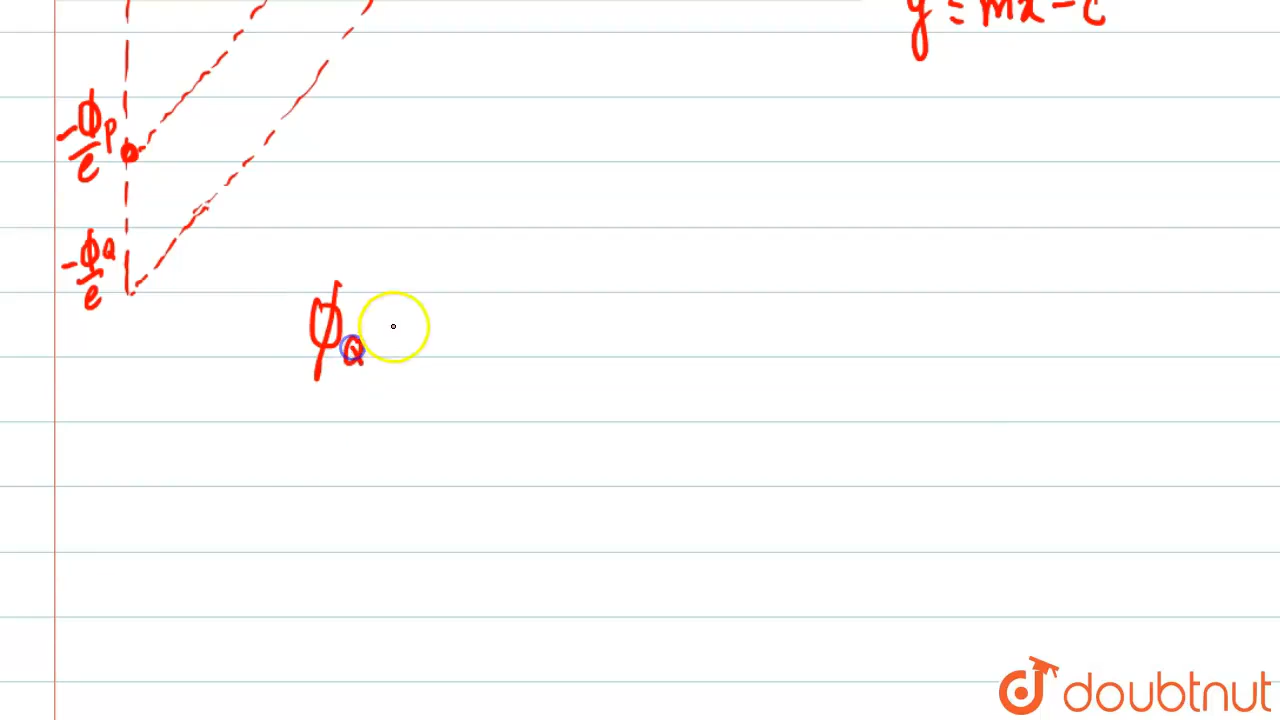 y = mx - c
-ϕP/e
-ϕQ/e
ϕQ
doubtnut